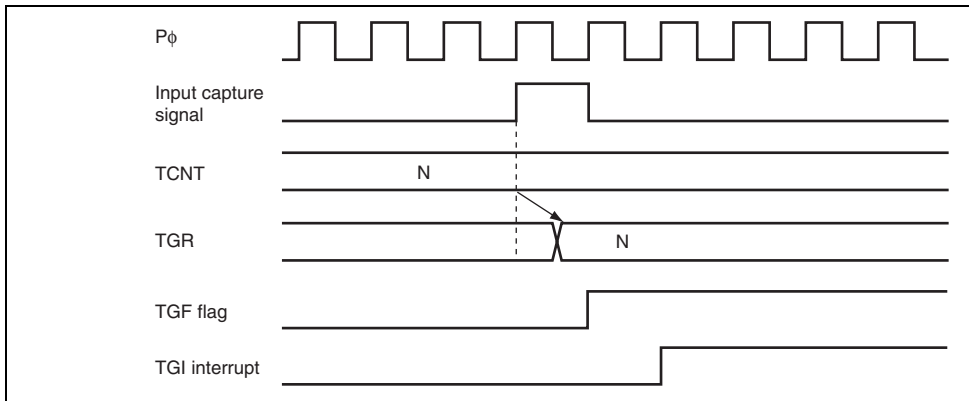 Pϕ
Input capture
signal
TCNT
N
TGR
N
TGF flag
TGI interrupt